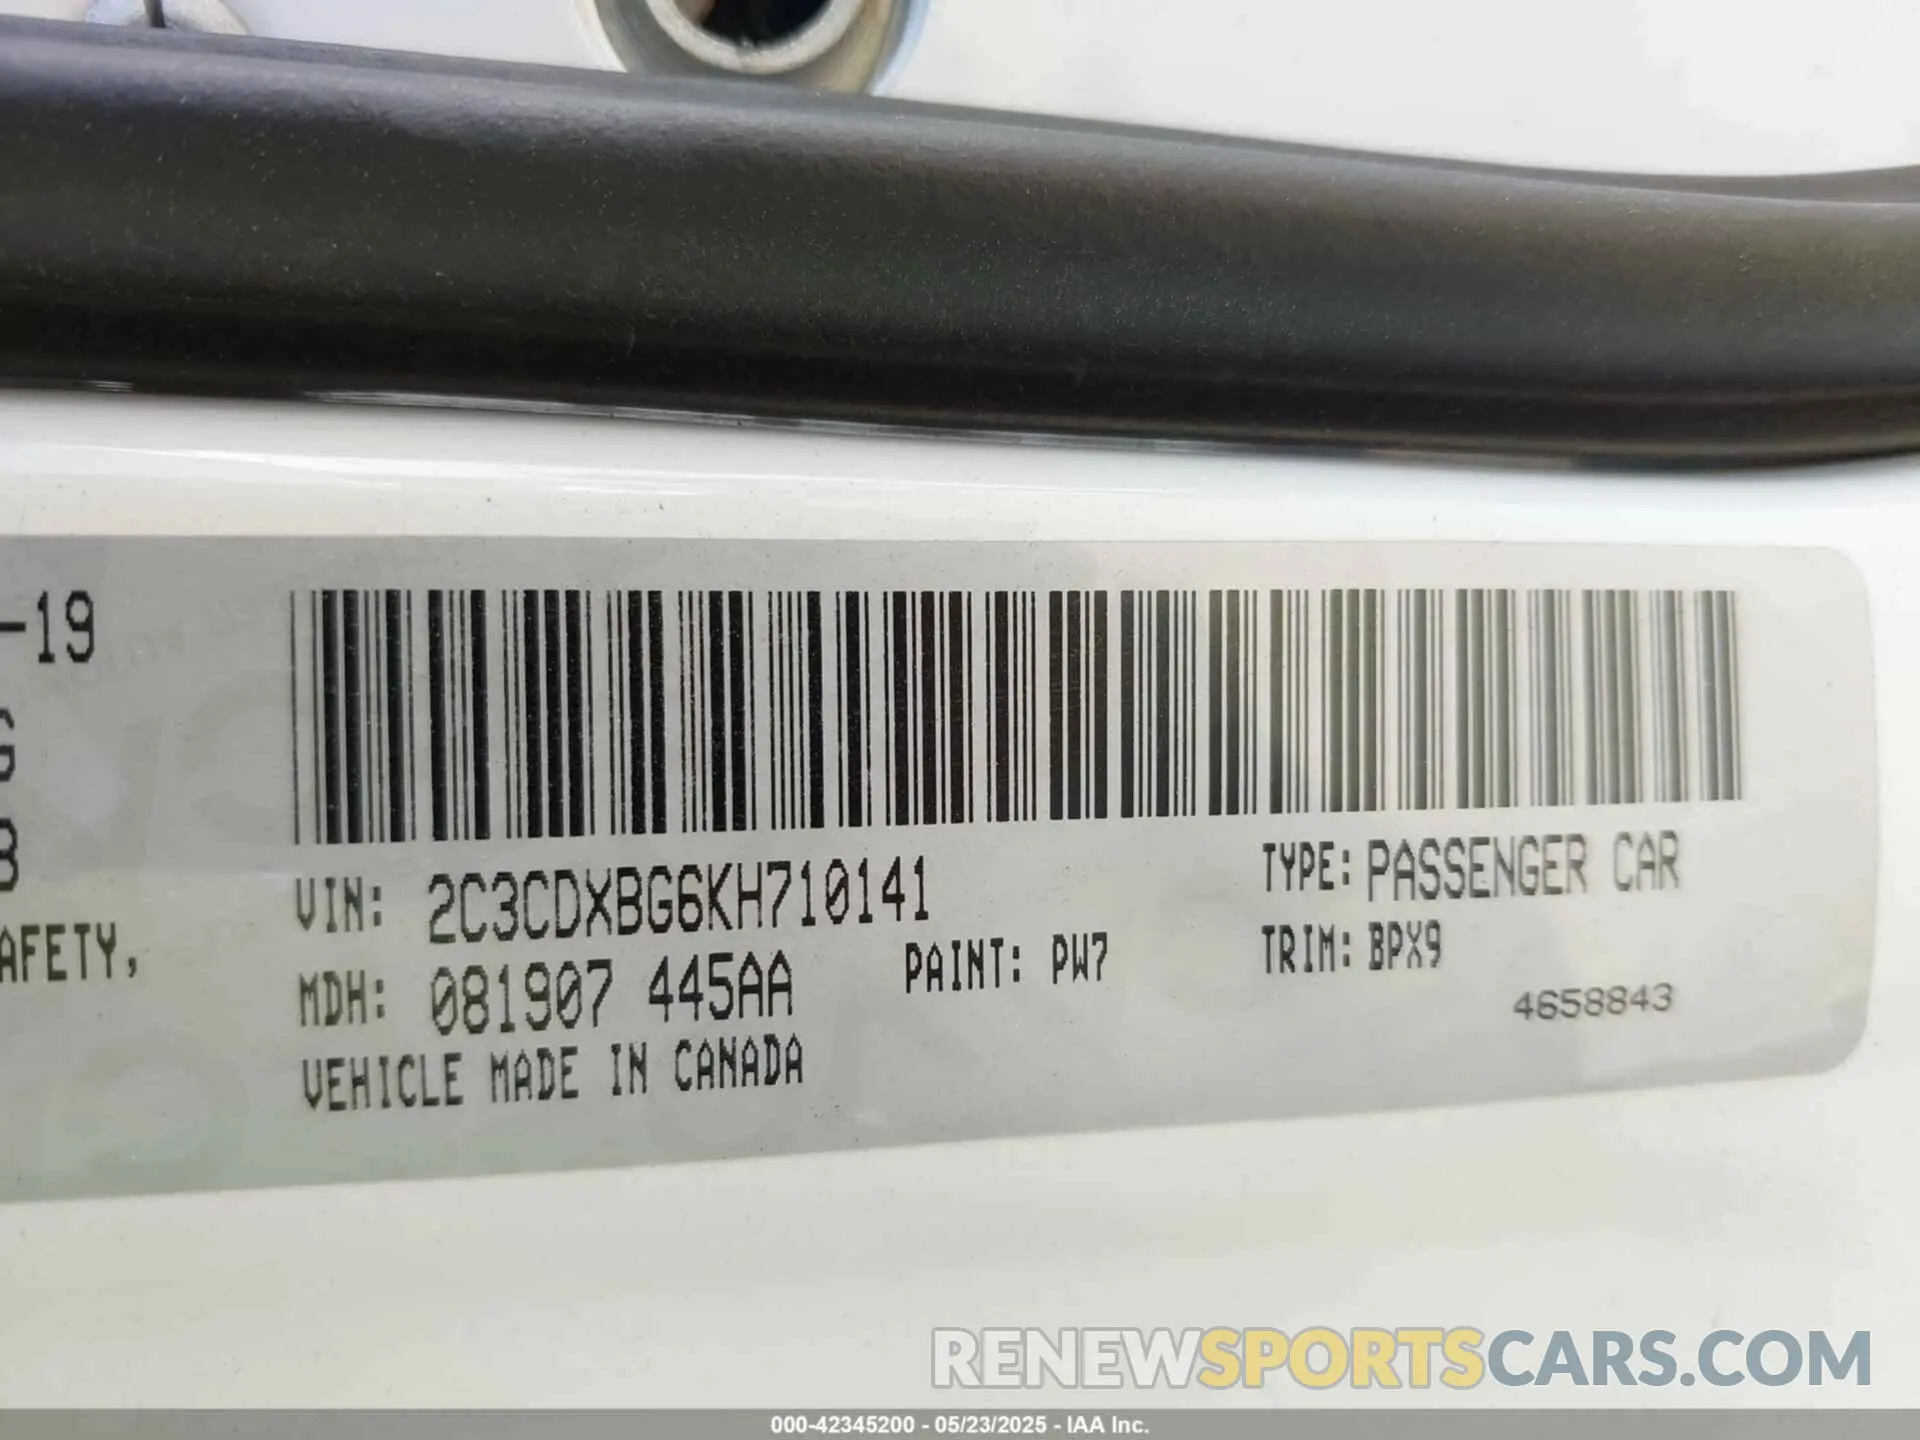 -19
G
3
AFETY,
VIN: 2C3CDXBG6KH710141
TYPE: PASSENGER CAR
MDH: 081907 445AA
PAINT: PW7
TRIM: BPX9
4658843
VEHICLE MADE IN CANADA
RENEWSPORTSCARS.COM
000-42345200 - 05/23/2025 - IAA Inc.